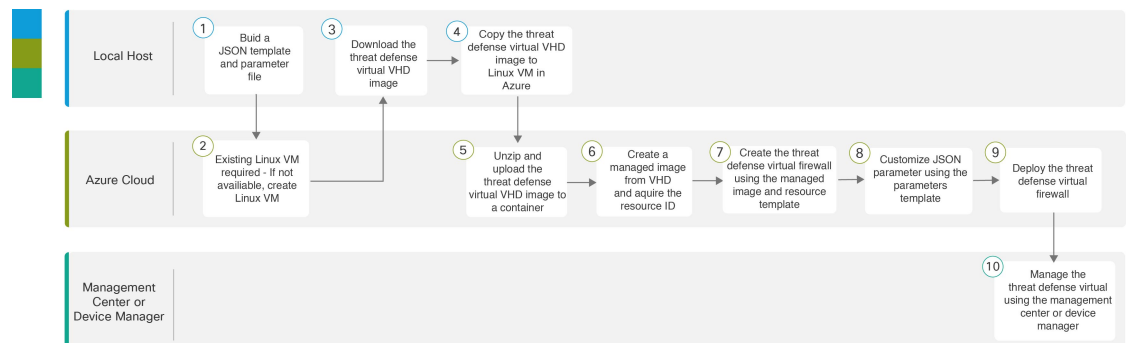 Local Host
1
Buid a
JSON template
and parameter
file
3
Download the
threat defense
virtual VHD
image
4
Copy the threat
defense virtual VHD
image to
Linux VM in
Azure
Azure Cloud
2
Existing Linux VM
required - If not
availiable, create
Linux VM
5
Unzip and
upload the
threat defense
virtual VHD image to
a container
6
Create a
managed image
from VHD
and aquire the
resource ID
7
Create the threat
defense virtual firewall
using the managed
image and resource
template
8
Customize JSON
parameter using the
parameters
template
9
Deploy the threat
defense virtual
firewall
Management
Center or
Device Manager
10
Manage the
threat defense virtual
using the management
center or device
manager